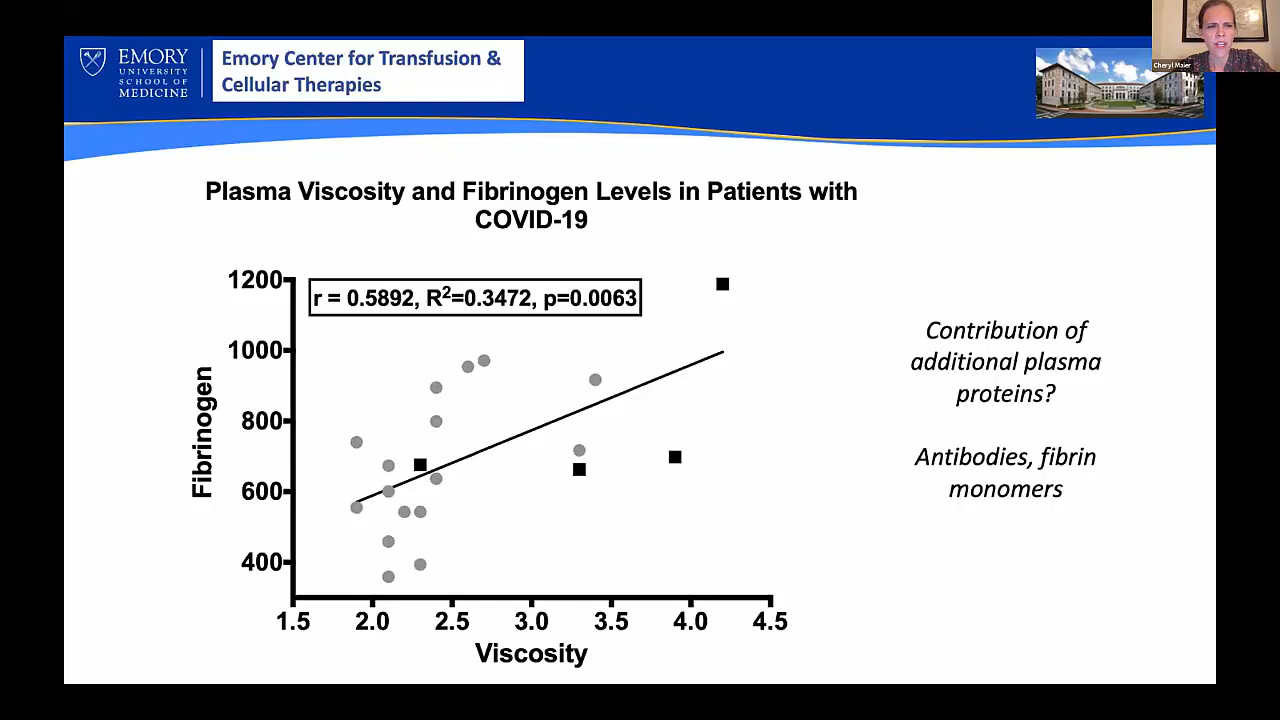 EMORY
UNIVERSITY
SCHOOL OF
MEDICINE
Emory Center for Transfusion &
Cellular Therapies
Cheryl Maier
Plasma Viscosity and Fibrinogen Levels in Patients with
COVID-19
r = 0.5892, R²=0.3472, p=0.0063
Fibrinogen
1200
1000
800
600
400
1.5 2.0 2.5 3.0 3.5 4.0 4.5
Viscosity
Contribution of
additional plasma
proteins?
Antibodies, fibrin
monomers